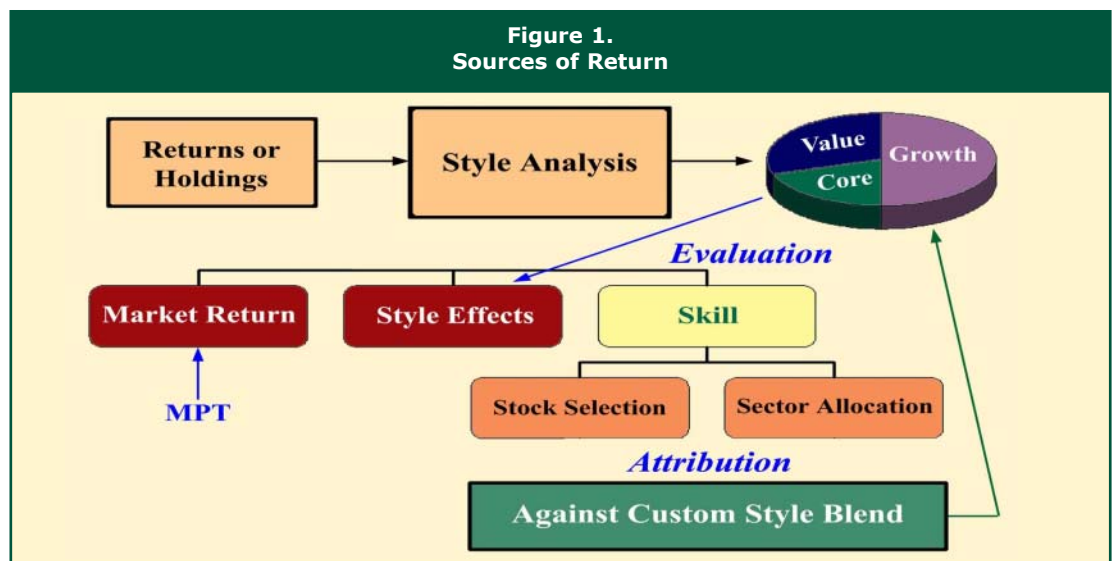 Figure 1.
Sources of Return
Returns or
Holdings
Style Analysis
Value
Growth
Core
Evaluation
Market Return
Style Effects
Skill
MPT
Stock Selection
Sector Allocation
Attribution
Against Custom Style Blend